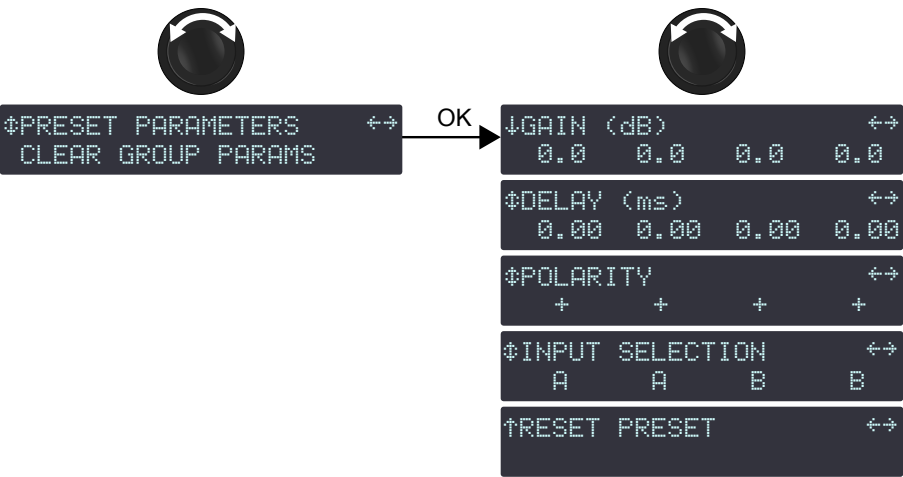 ↕PRESET PARAMETERS ↔
CLEAR GROUP PARAMS
OK
↓GAIN (dB) ↔
0.0 0.0 0.0 0.0
↕DELAY (ms) ↔
0.00 0.00 0.00 0.00
↕POLARITY ↔
+ + + +
↕INPUT SELECTION ↔
A A B B
↑RESET PRESET ↔